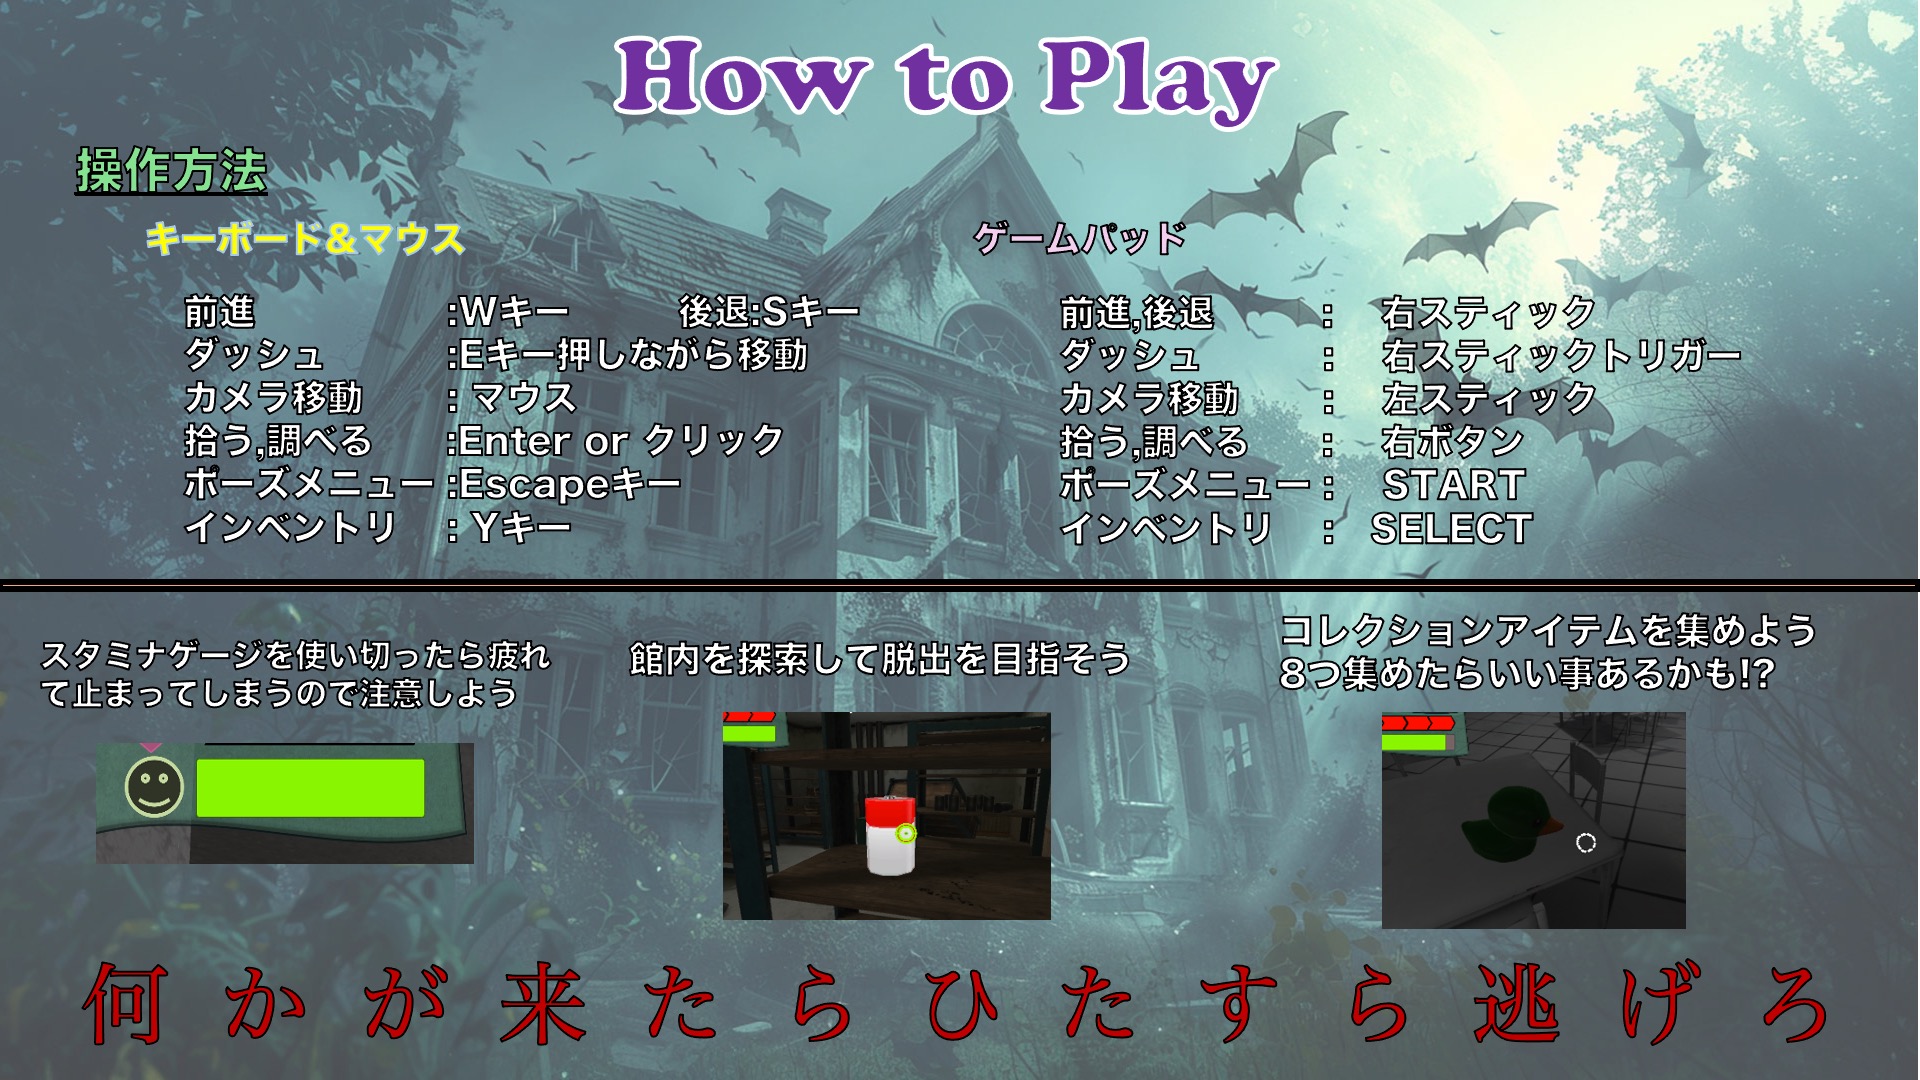 How to Play
操作方法
キーボード&マウス
前進 :Wキー 後退:Sキー
ダッシュ :Eキー押しながら移動
カメラ移動 : マウス
拾う,調べる :Enter or クリック
ポーズメニュー :Escapeキー
インベントリ : Yキー
ゲームパッド
前進,後退 : 右スティック
ダッシュ : 右スティックトリガー
カメラ移動 : 左スティック
拾う,調べる : 右ボタン
ポーズメニュー : START
インベントリ : SELECT
スタミナゲージを使い切ったら疲れ
て止まってしまうので注意しよう
館内を探索して脱出を目指そう
コレクションアイテムを集めよう
8つ集めたらいい事あるかも!?
何かが来たらひたすら逃げろ